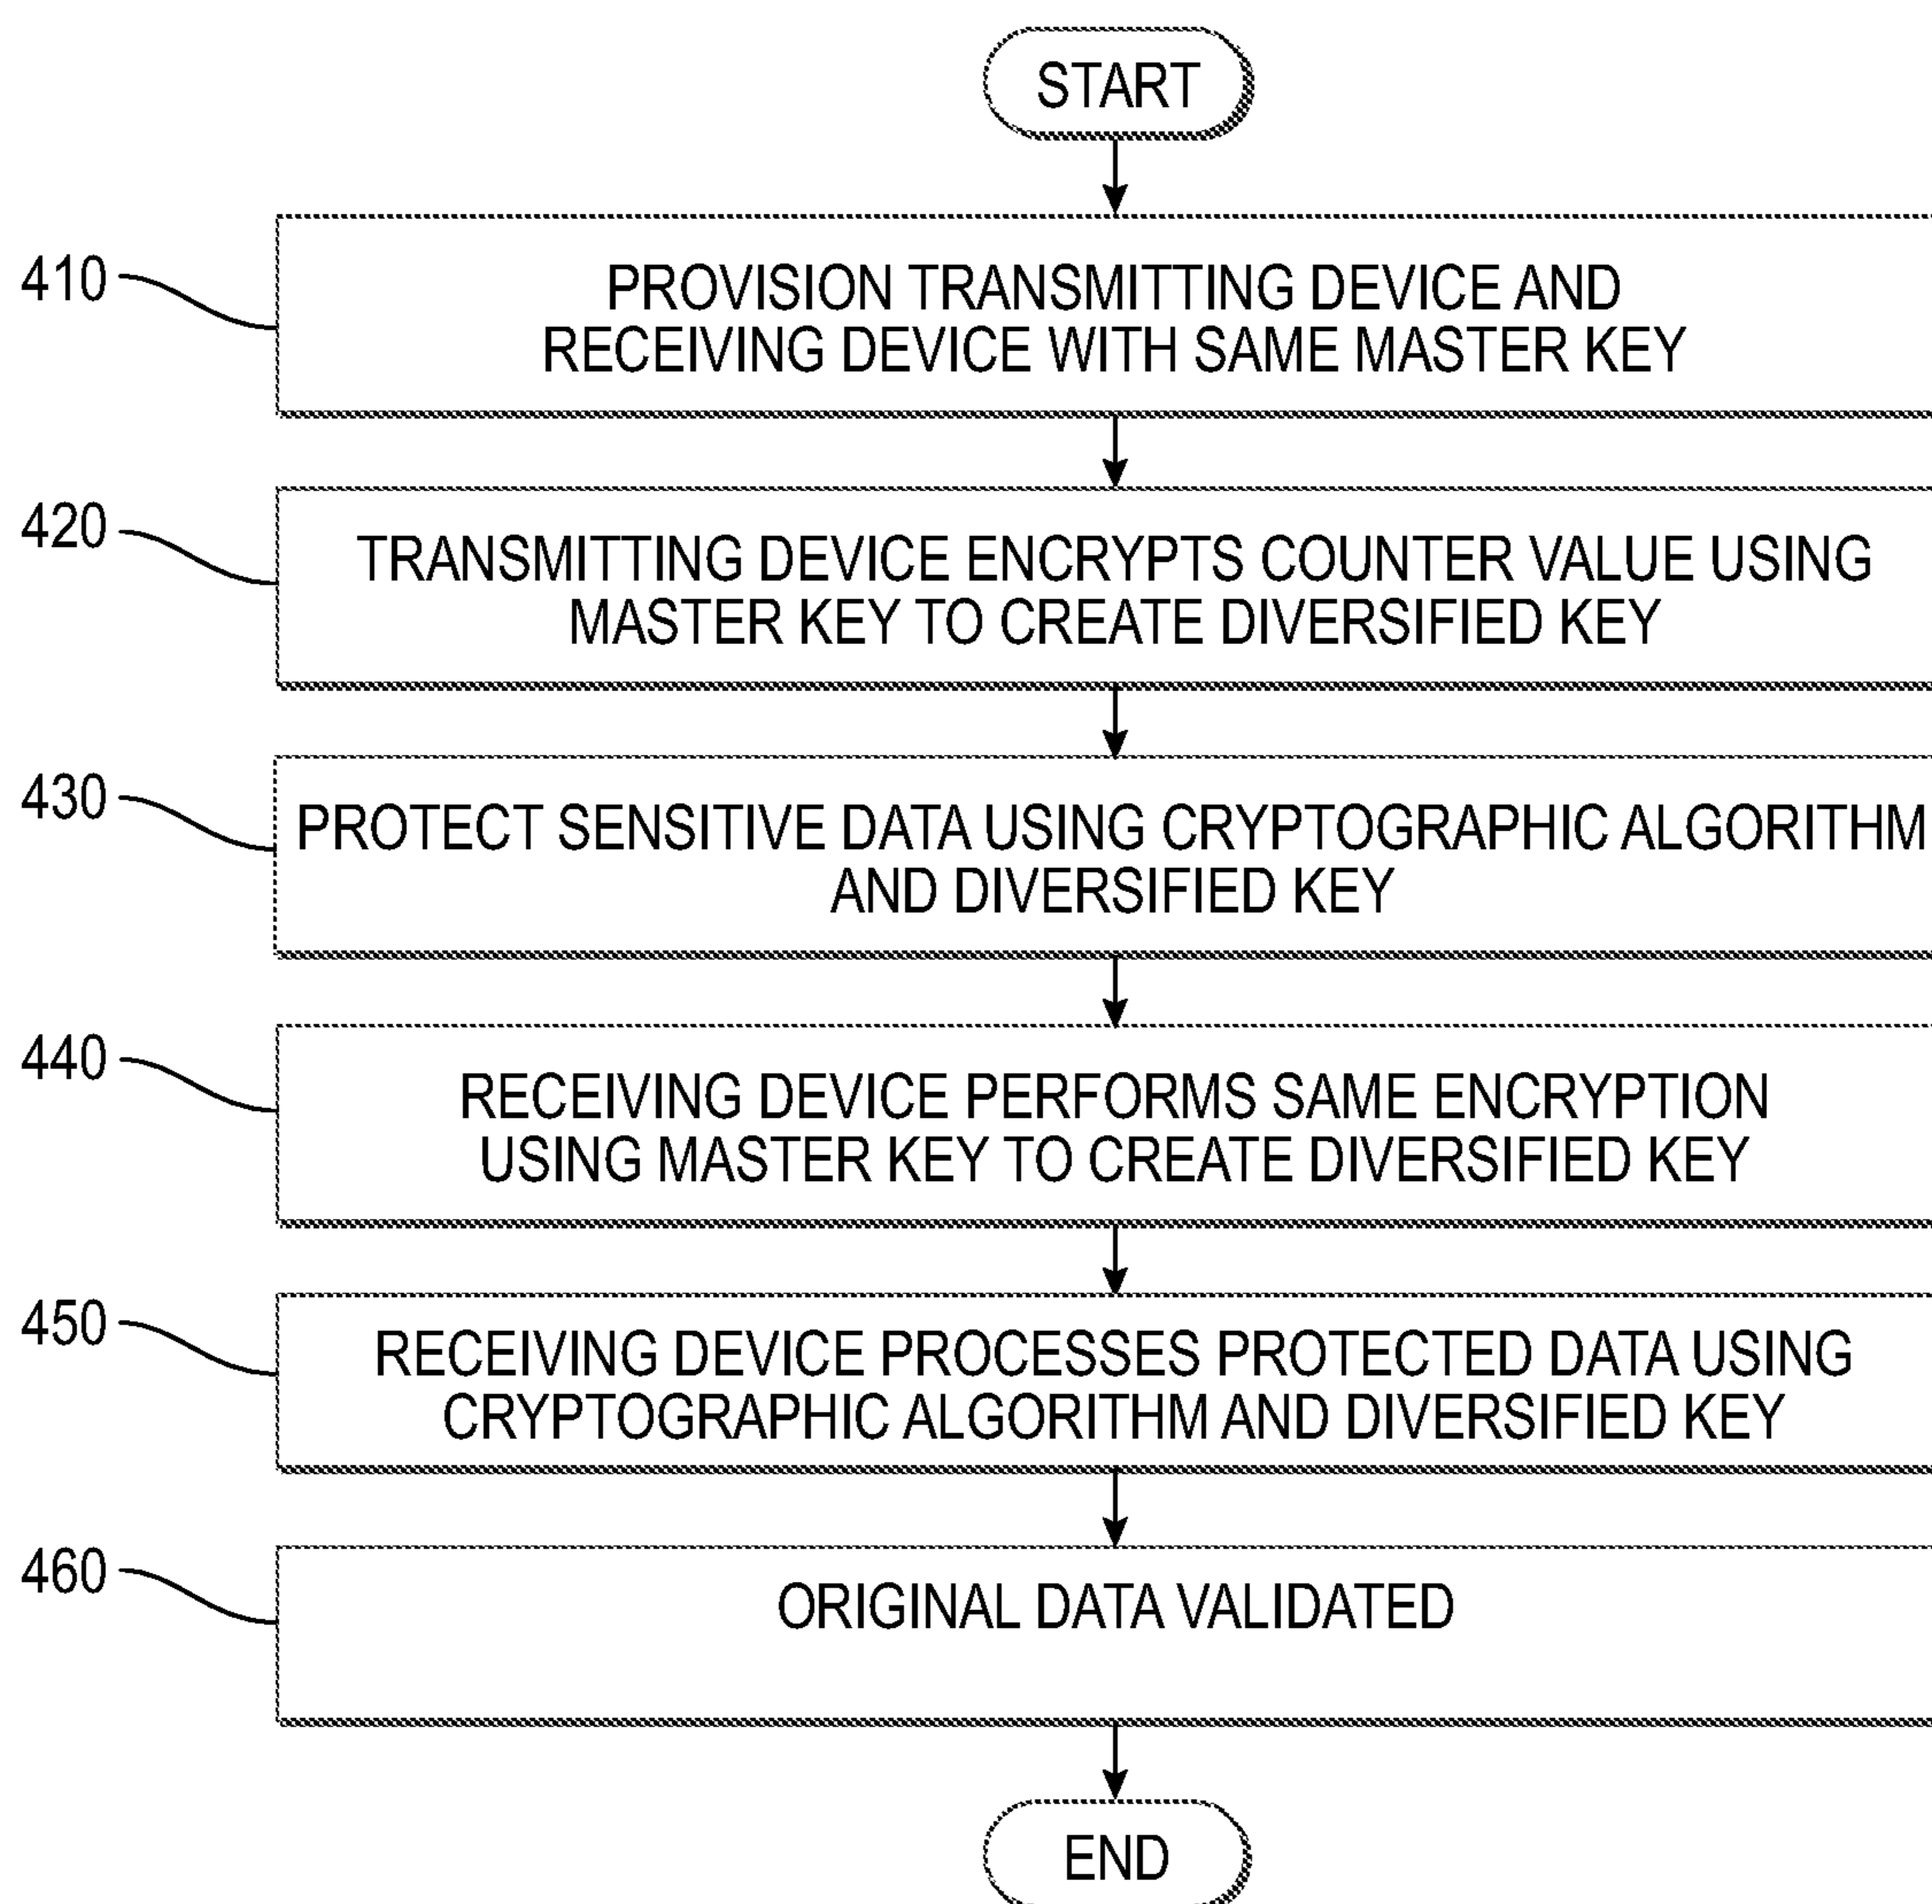 START
410
PROVISION TRANSMITTING DEVICE AND
RECEIVING DEVICE WITH SAME MASTER KEY
420
TRANSMITTING DEVICE ENCRYPTS COUNTER VALUE USING
MASTER KEY TO CREATE DIVERSIFIED KEY
430
PROTECT SENSITIVE DATA USING CRYPTOGRAPHIC ALGORITHM
AND DIVERSIFIED KEY
440
RECEIVING DEVICE PERFORMS SAME ENCRYPTION
USING MASTER KEY TO CREATE DIVERSIFIED KEY
450
RECEIVING DEVICE PROCESSES PROTECTED DATA USING
CRYPTOGRAPHIC ALGORITHM AND DIVERSIFIED KEY
460
ORIGINAL DATA VALIDATED
END